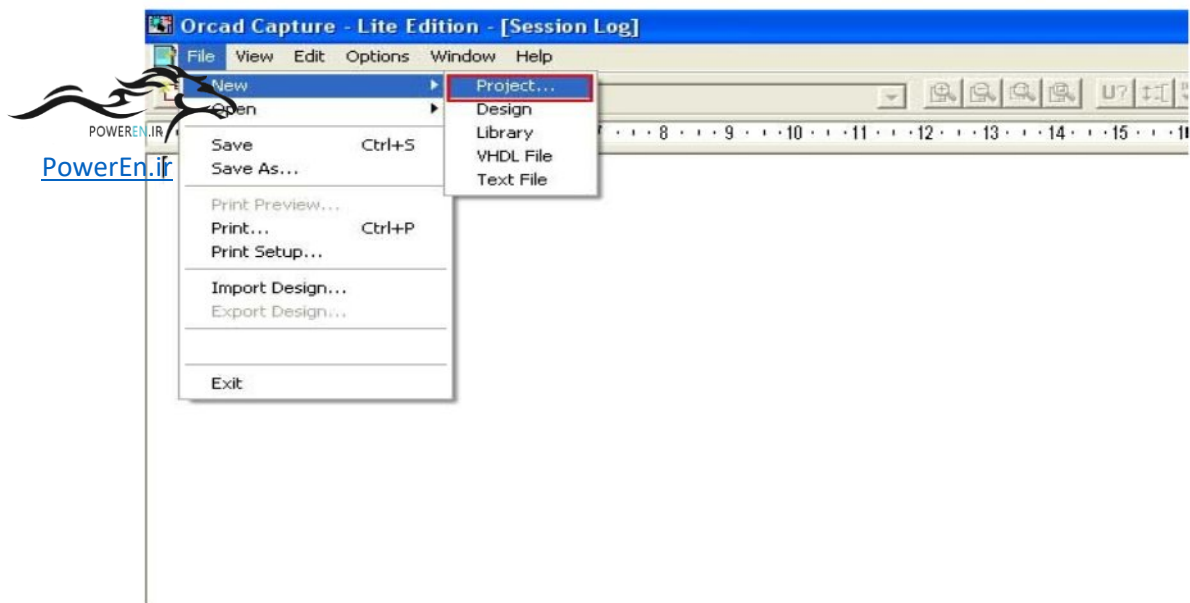 Orcad Capture - Lite Edition - [Session Log]
File View Edit Options Window Help
New
Open
Save Ctrl+S
Save As...
Print Preview...
Print... Ctrl+P
Print Setup...
Import Design...
Export Design...
Exit
Project...
Design
Library
VHDL File
Text File
U?
8 9 10 11 12 13 14 15
POWEREN.IR
PowerEn.ir